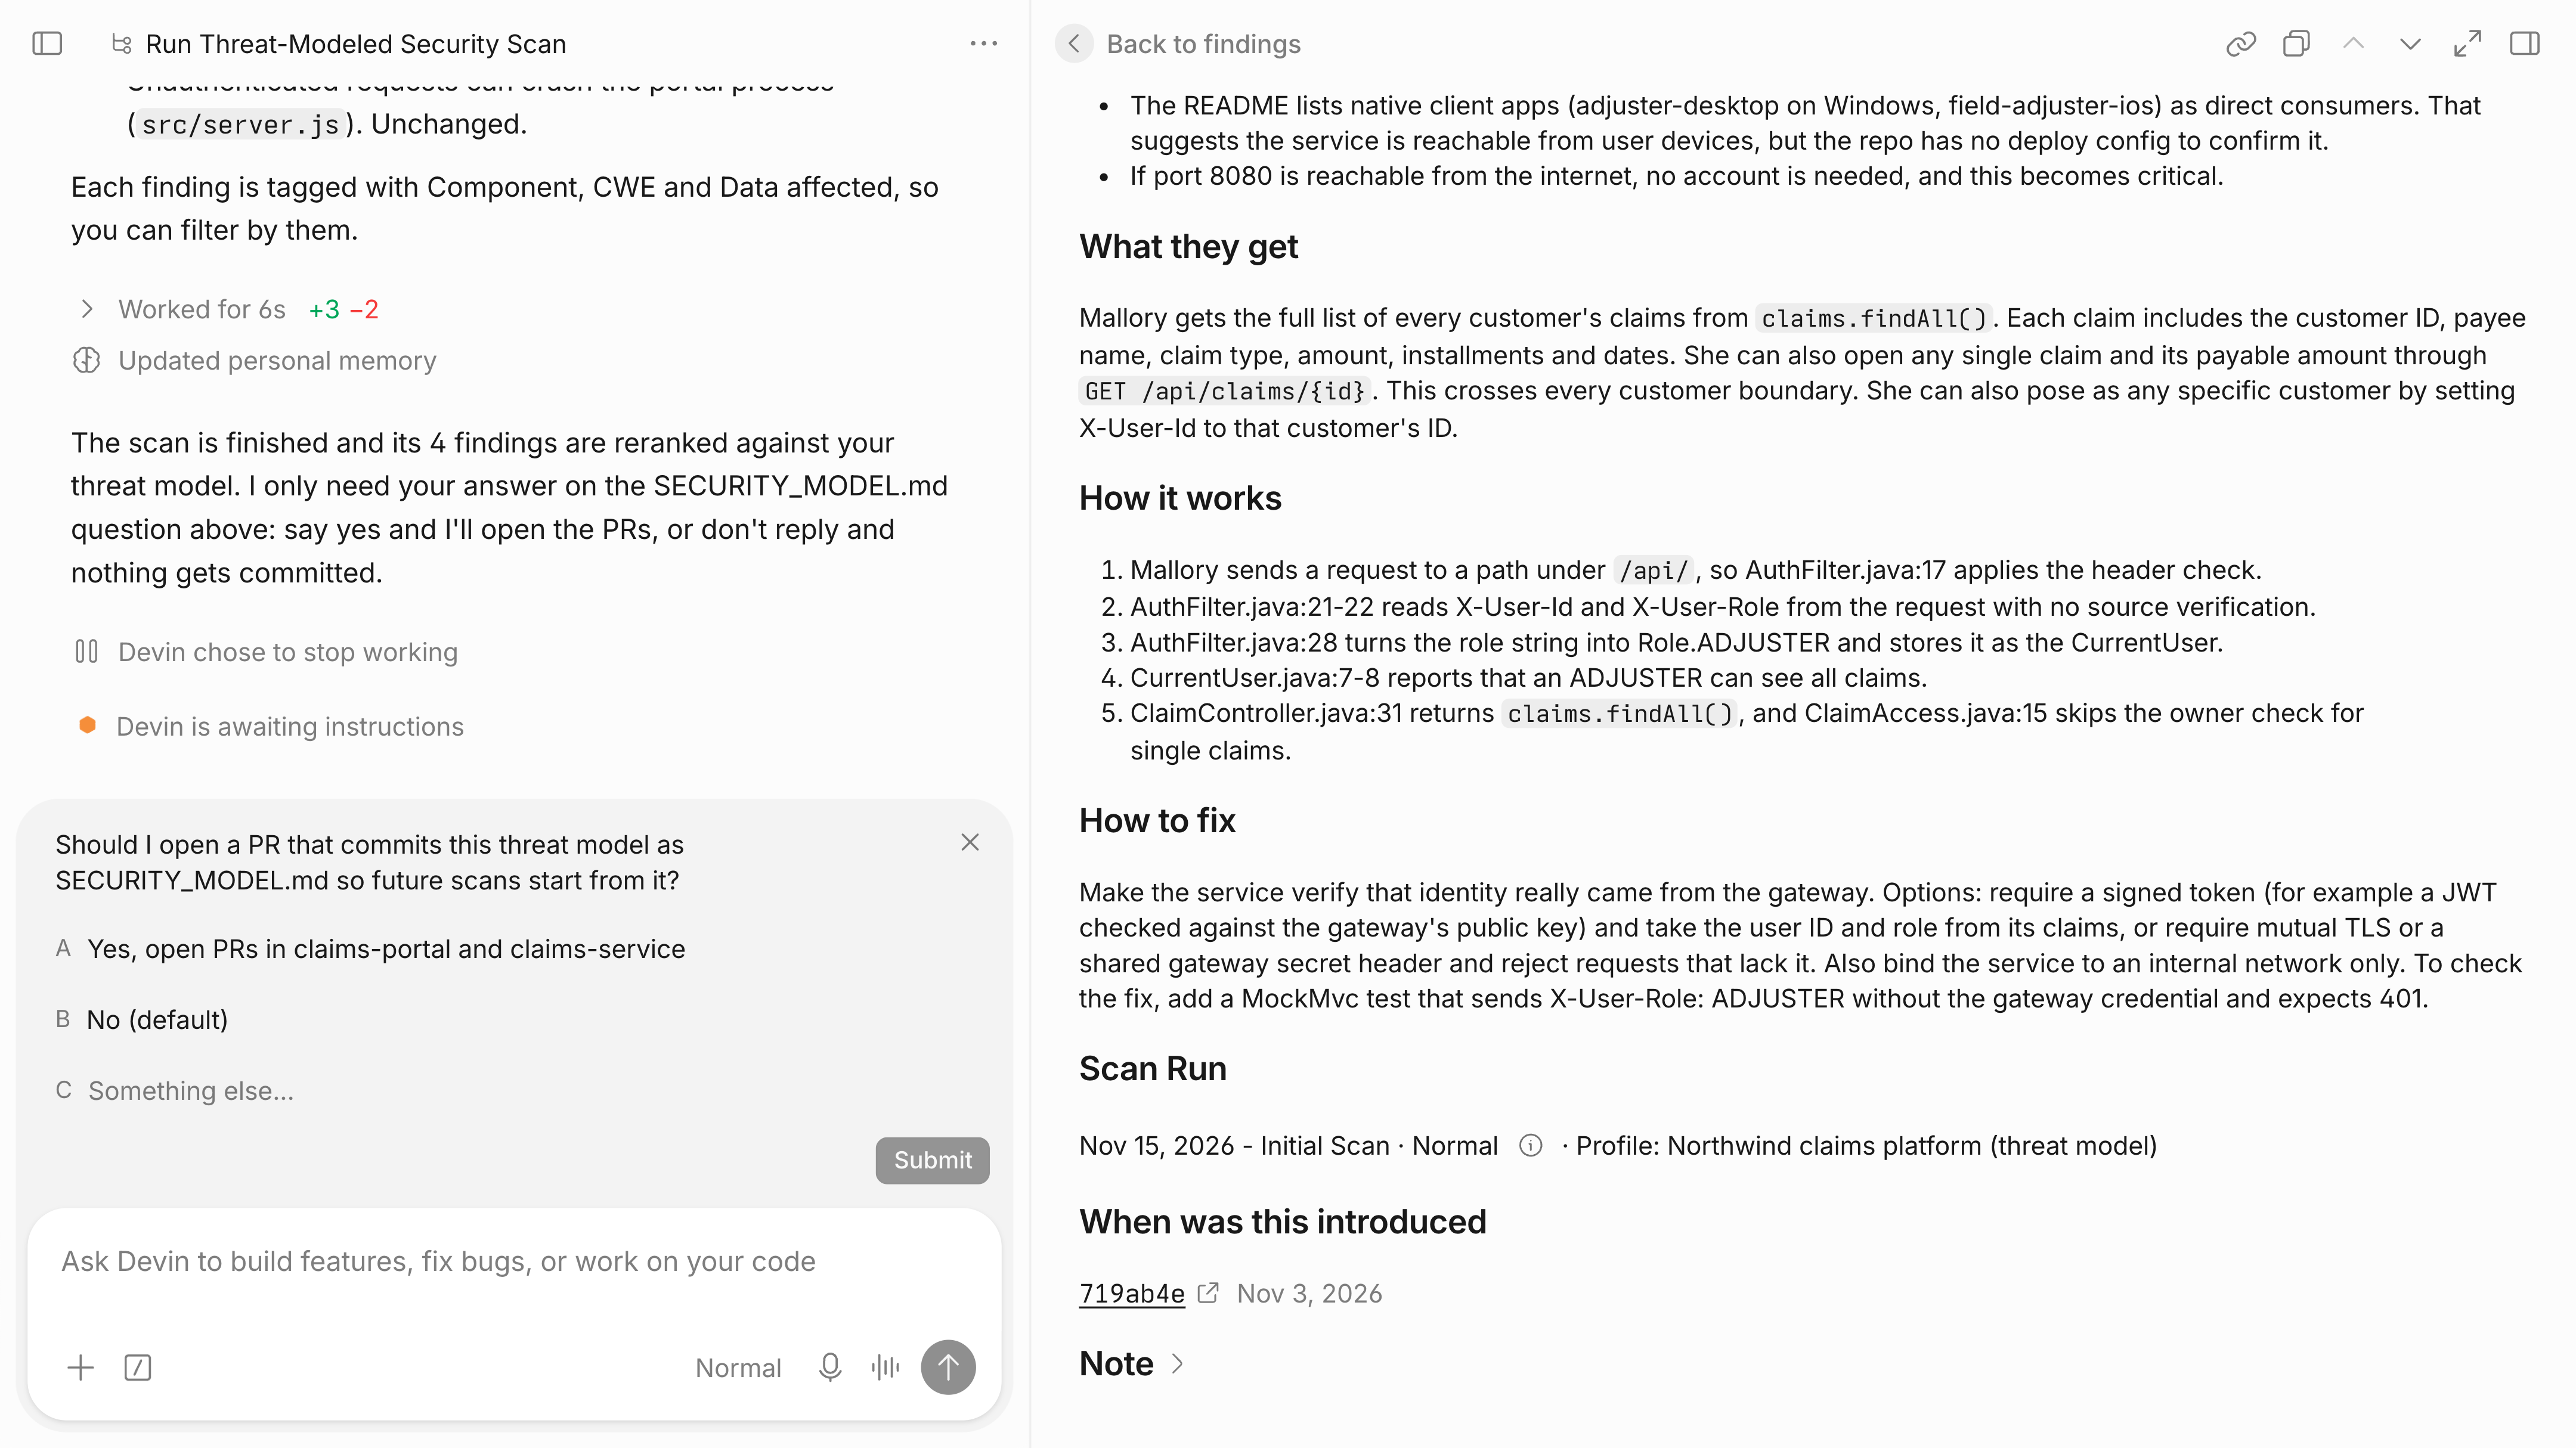 Run Threat-Modeled Security Scan
Unauthenticated requests can crash the portal process
(src/server.js). Unchanged.
Each finding is tagged with Component, CWE and Data affected, so
you can filter by them.
Worked for 6s +3 −2
Updated personal memory
The scan is finished and its 4 findings are reranked against your
threat model. I only need your answer on the SECURITY_MODEL.md
question above: say yes and I'll open the PRs, or don't reply and
nothing gets committed.
Devin chose to stop working
Devin is awaiting instructions
Should I open a PR that commits this threat model as
SECURITY_MODEL.md so future scans start from it?
A Yes, open PRs in claims-portal and claims-service
B No (default)
C Something else...
Submit
Ask Devin to build features, fix bugs, or work on your code
Normal
Back to findings
• The README lists native client apps (adjuster-desktop on Windows, field-adjuster-ios) as direct consumers. That
suggests the service is reachable from user devices, but the repo has no deploy config to confirm it.
• If port 8080 is reachable from the internet, no account is needed, and this becomes critical.
What they get
Mallory gets the full list of every customer's claims from claims.findAll(). Each claim includes the customer ID, payee
name, claim type, amount, installments and dates. She can also open any single claim and its payable amount through
GET /api/claims/{id}. This crosses every customer boundary. She can also pose as any specific customer by setting
X-User-Id to that customer's ID.
How it works
1. Mallory sends a request to a path under /api/, so AuthFilter.java:17 applies the header check.
2. AuthFilter.java:21-22 reads X-User-Id and X-User-Role from the request with no source verification.
3. AuthFilter.java:28 turns the role string into Role.ADJUSTER and stores it as the CurrentUser.
4. CurrentUser.java:7-8 reports that an ADJUSTER can see all claims.
5. ClaimController.java:31 returns claims.findAll(), and ClaimAccess.java:15 skips the owner check for
single claims.
How to fix
Make the service verify that identity really came from the gateway. Options: require a signed token (for example a JWT
checked against the gateway's public key) and take the user ID and role from its claims, or require mutual TLS or a
shared gateway secret header and reject requests that lack it. Also bind the service to an internal network only. To check
the fix, add a MockMvc test that sends X-User-Role: ADJUSTER without the gateway credential and expects 401.
Scan Run
Nov 15, 2026 - Initial Scan · Normal · Profile: Northwind claims platform (threat model)
When was this introduced
719ab4e Nov 3, 2026
Note